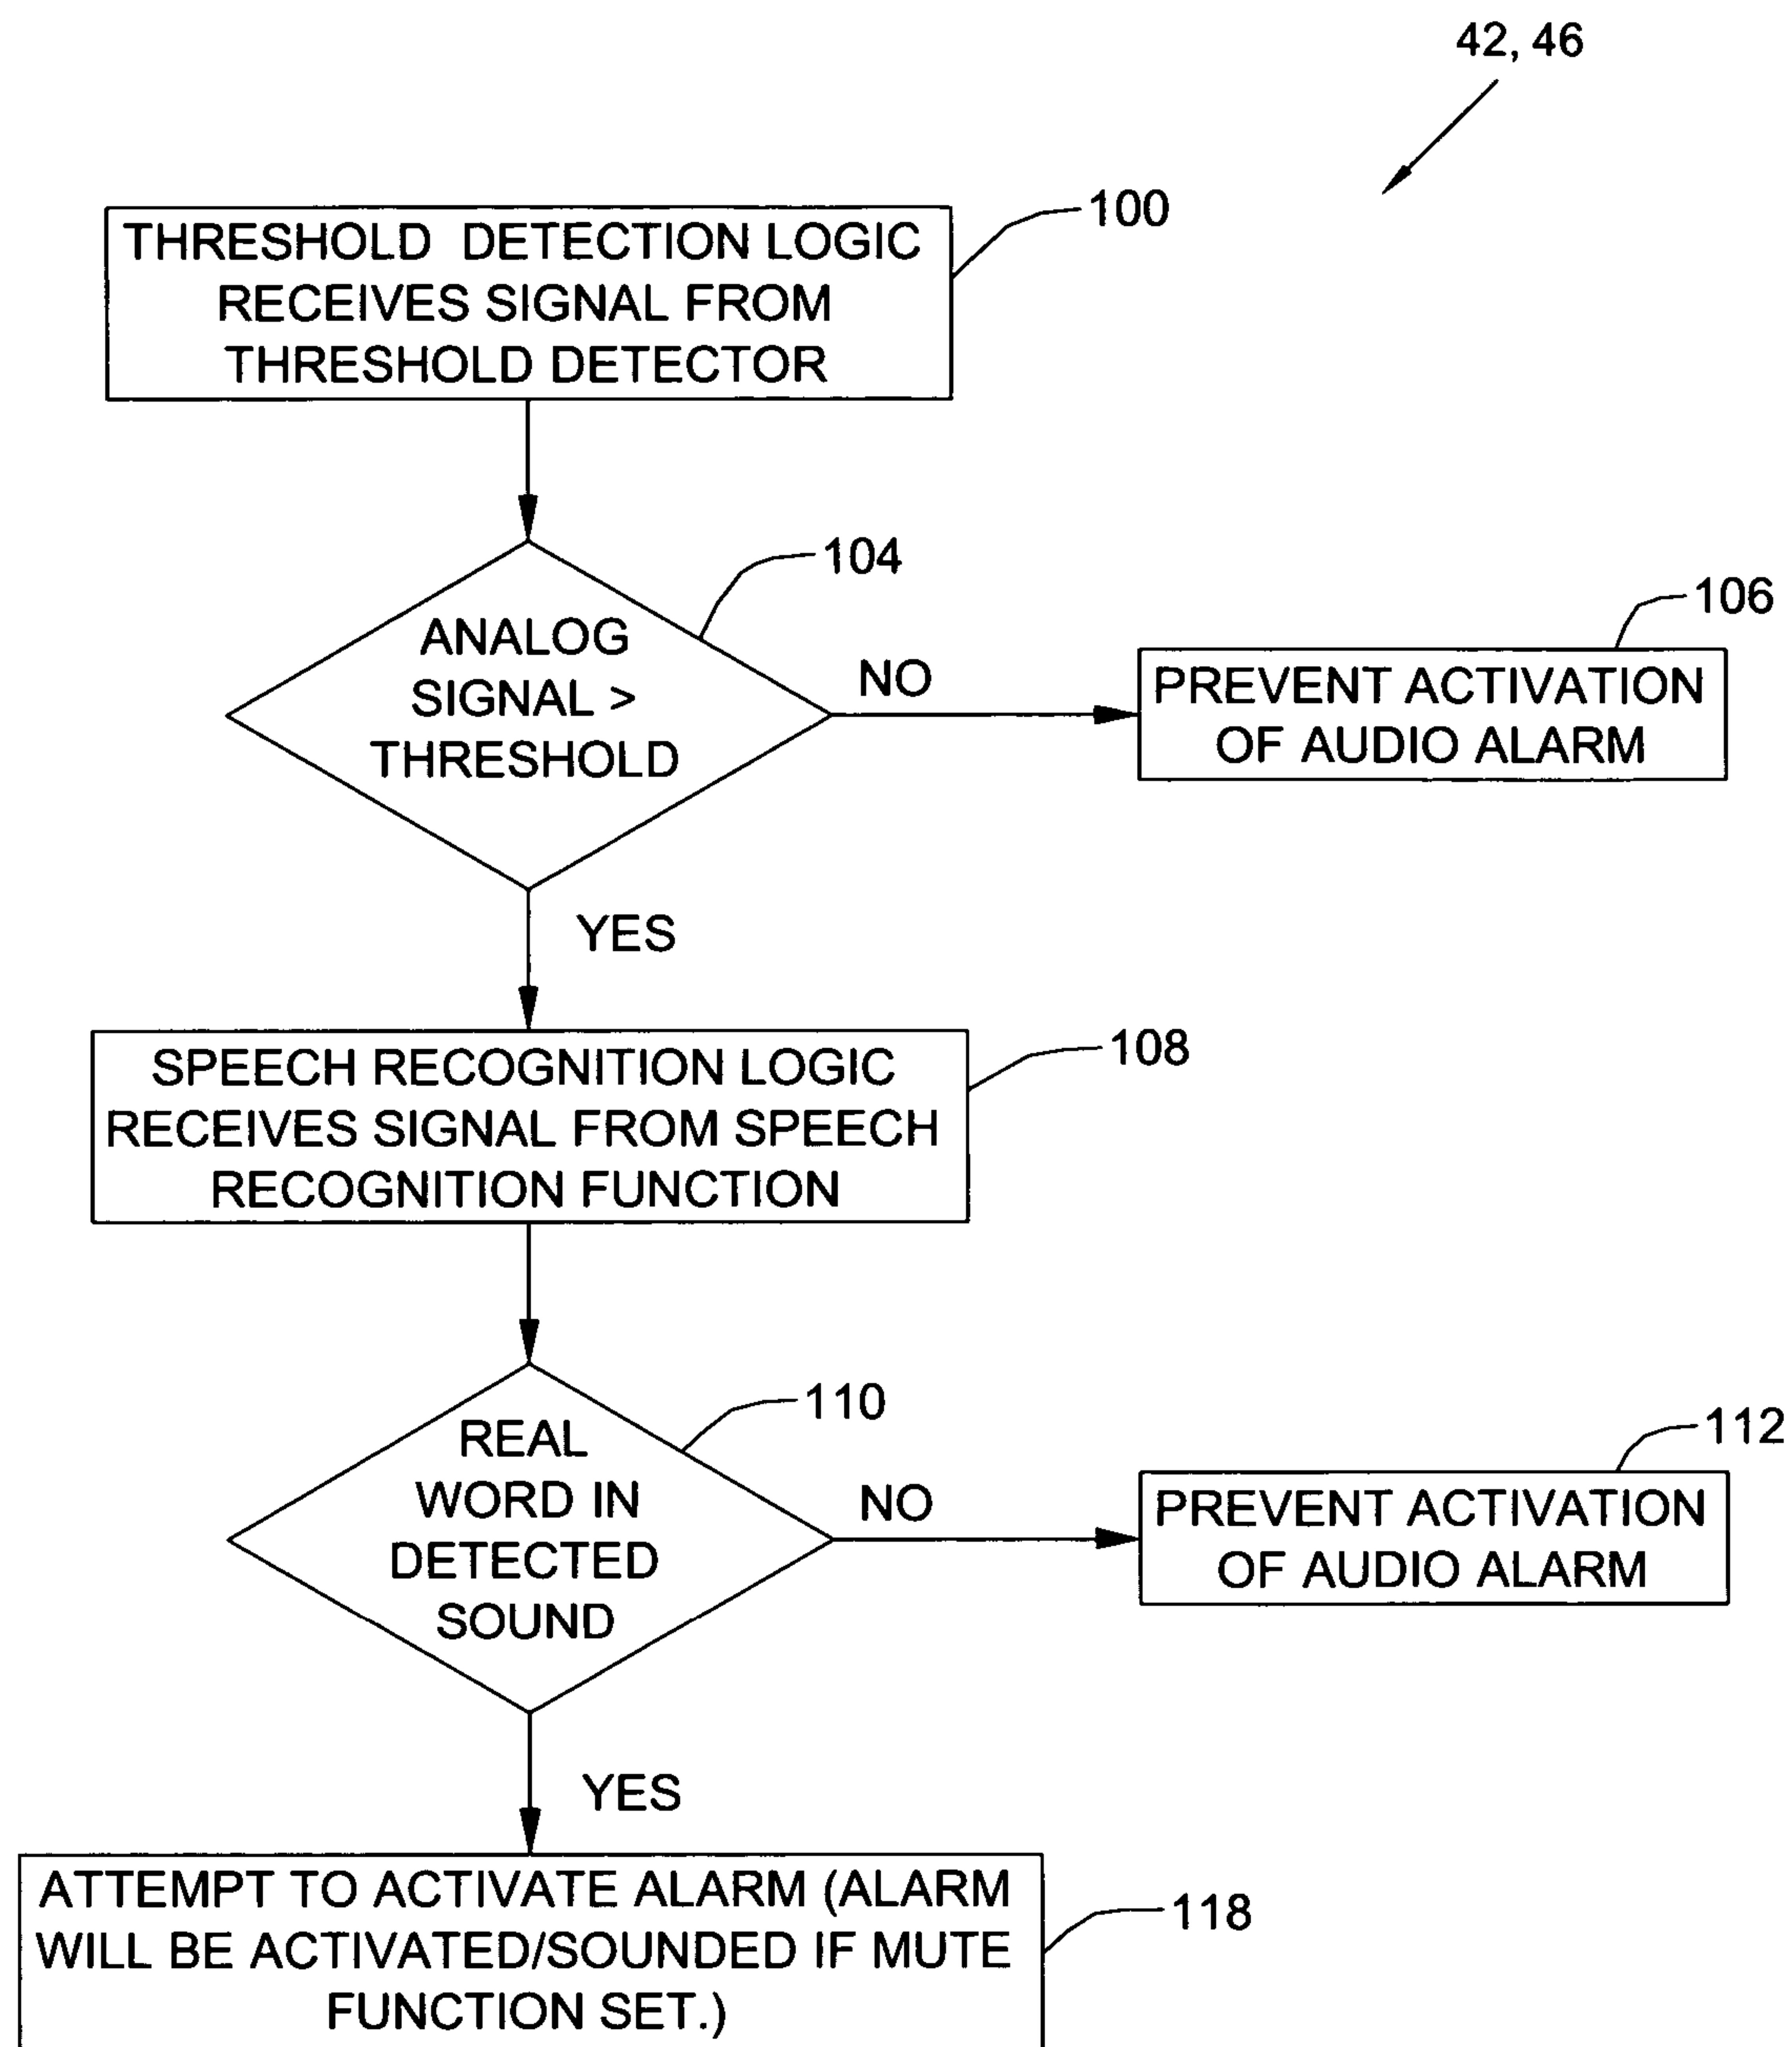 42, 46
100
THRESHOLD DETECTION LOGIC
RECEIVES SIGNAL FROM
THRESHOLD DETECTOR
104
ANALOG
SIGNAL >
THRESHOLD
NO
106
PREVENT ACTIVATION
OF AUDIO ALARM
YES
108
SPEECH RECOGNITION LOGIC
RECEIVES SIGNAL FROM SPEECH
RECOGNITION FUNCTION
110
REAL
WORD IN
DETECTED
SOUND
NO
112
PREVENT ACTIVATION
OF AUDIO ALARM
YES
ATTEMPT TO ACTIVATE ALARM (ALARM
WILL BE ACTIVATED/SOUNDED IF MUTE
FUNCTION SET.)
118